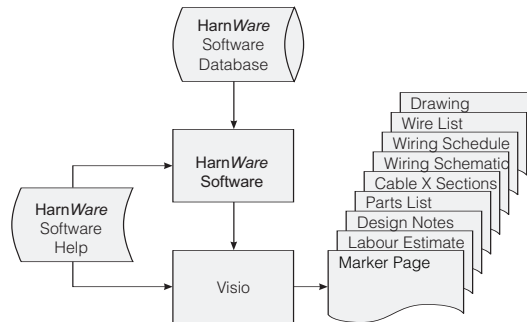 HarnWare
Software
Database
HarnWare
Software
HarnWare
Software
Help
Visio
Drawing
Wire List
Wiring Schedule
Wiring Schematic
Cable X Sections
Parts List
Design Notes
Labour Estimate
Marker Page